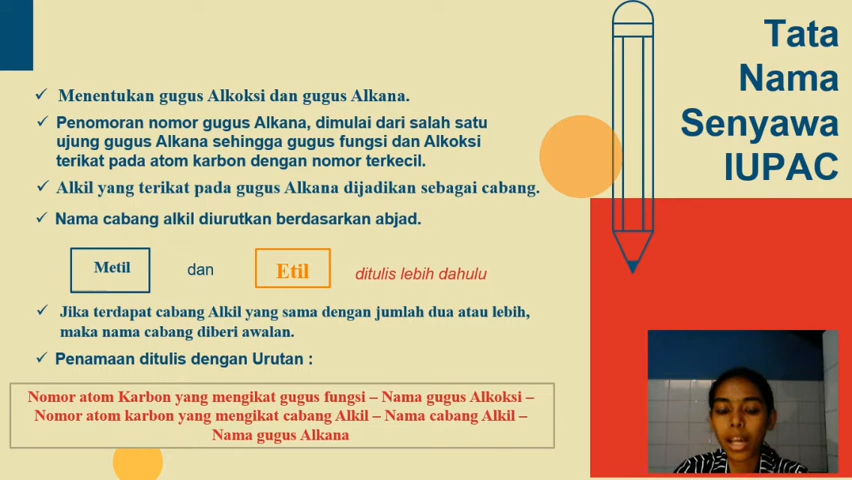 Tata
Nama
Senyawa
IUPAC
Menentukan gugus Alkoksi dan gugus Alkana.
Penomoran nomor gugus Alkana, dimulai dari salah satu
ujung gugus Alkana sehingga gugus fungsi dan Alkoksi
terikat pada atom karbon dengan nomor terkecil.
Alkil yang terikat pada gugus Alkana dijadikan sebagai cabang.
Nama cabang alkil diurutkan berdasarkan abjad.
Metil dan Etil ditulis lebih dahulu
Jika terdapat cabang Alkil yang sama dengan jumlah dua atau lebih,
maka nama cabang diberi awalan.
Penamaan ditulis dengan Urutan :
Nomor atom Karbon yang mengikat gugus fungsi – Nama gugus Alkoksi –
Nomor atom karbon yang mengikat cabang Alkil – Nama cabang Alkil –
Nama gugus Alkana